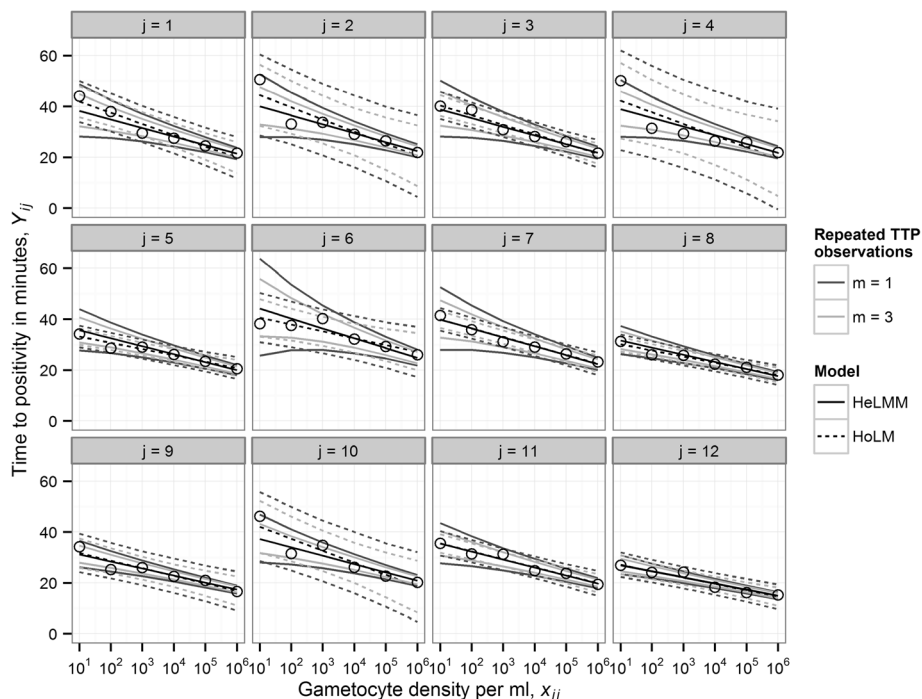 j = 1
j = 2
j = 3
j = 4
60
40
20
0
j = 5
j = 6
j = 7
j = 8
60
40
20
0
j = 9
j = 10
j = 11
j = 12
60
40
20
0
10¹ 10² 10³ 10⁴ 10⁵ 10⁶
10¹ 10² 10³ 10⁴ 10⁵ 10⁶
10¹ 10² 10³ 10⁴ 10⁵ 10⁶
10¹ 10² 10³ 10⁴ 10⁵ 10⁶
Time to positivity in minutes, Yij
Gametocyte density per ml, xij
Repeated TTP
observations
m = 1
m = 3
Model
HeLMM
HoLM